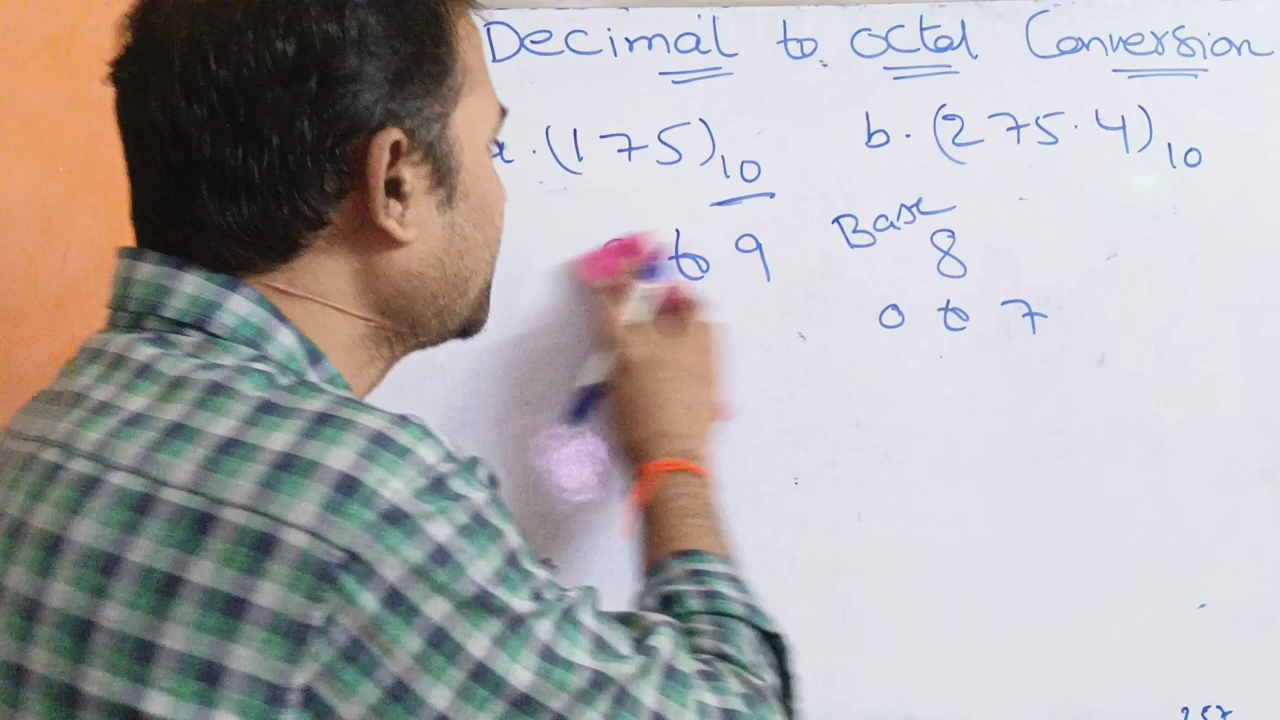 Decimal to octal Conversion
(175)10 b. (275.4)10
to 9 Base 8
0 to 7